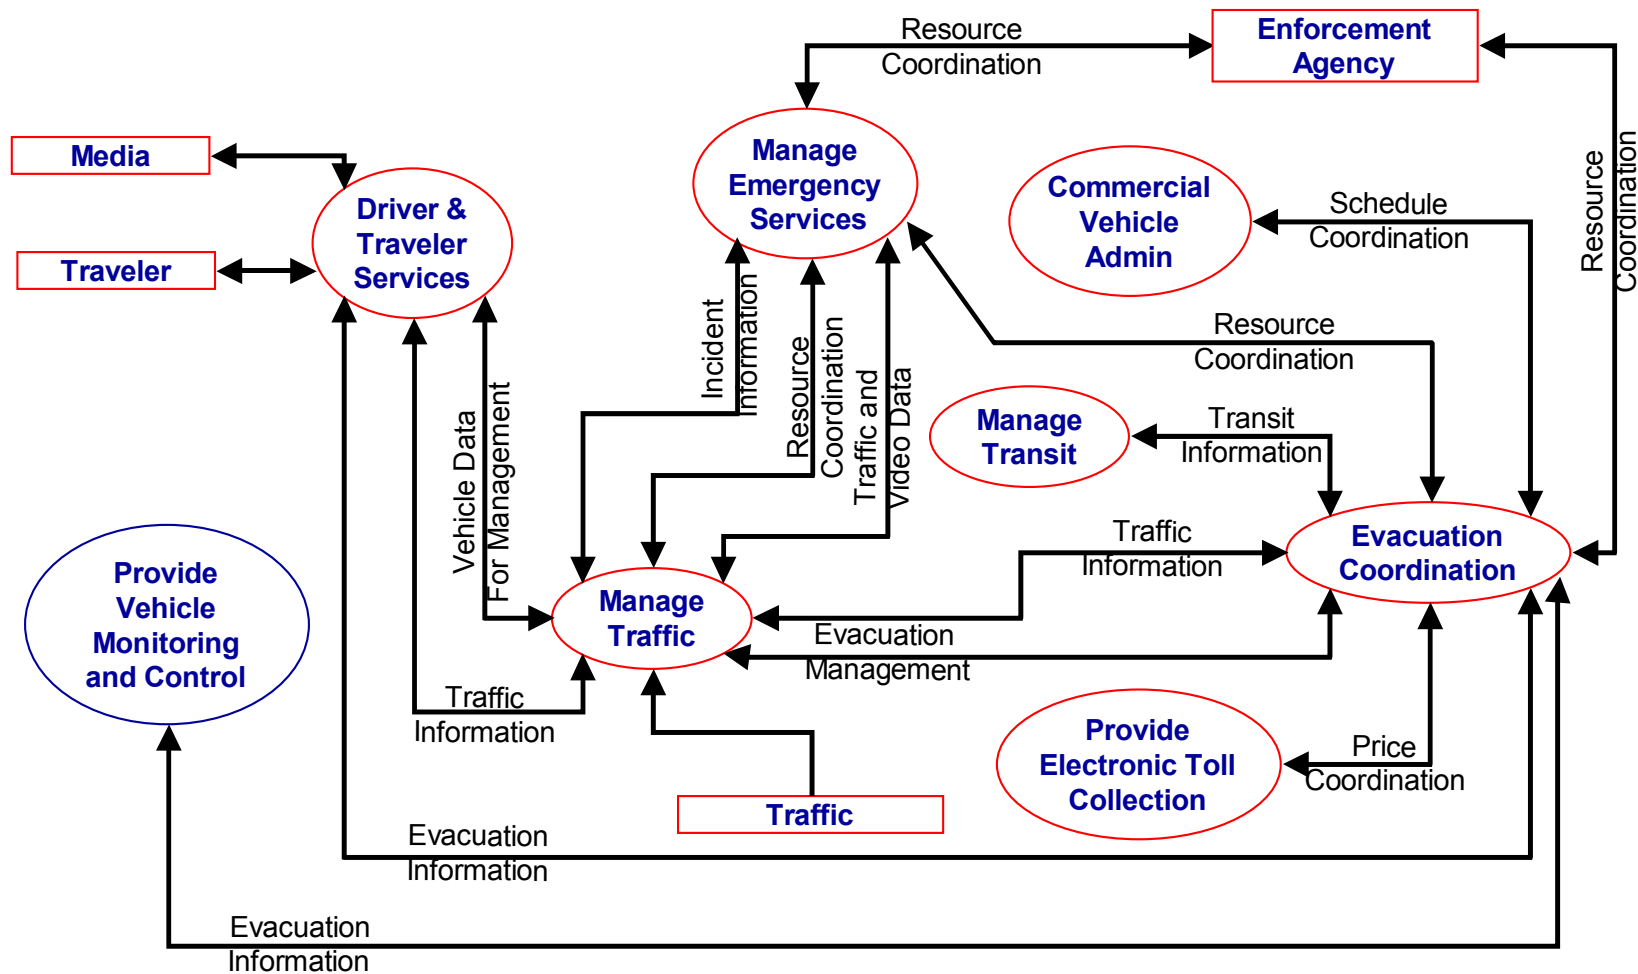 Resource
Coordination
Enforcement
Agency
Media
Manage
Emergency
Services
Commercial
Vehicle
Admin
Schedule
Coordination
Resource
Coordination
Driver &
Traveler
Services
Traveler
Incident
Information
Resource
Coordination
Traffic and
Video Data
Resource
Coordination
Vehicle Data
For Management
Manage
Transit
Transit
Information
Provide
Vehicle
Monitoring
and Control
Manage
Traffic
Traffic
Information
Evacuation
Coordination
Evacuation
Management
Traffic
Information
Provide
Electronic Toll
Collection
Price
Coordination
Traffic
Evacuation
Information
Evacuation
Information